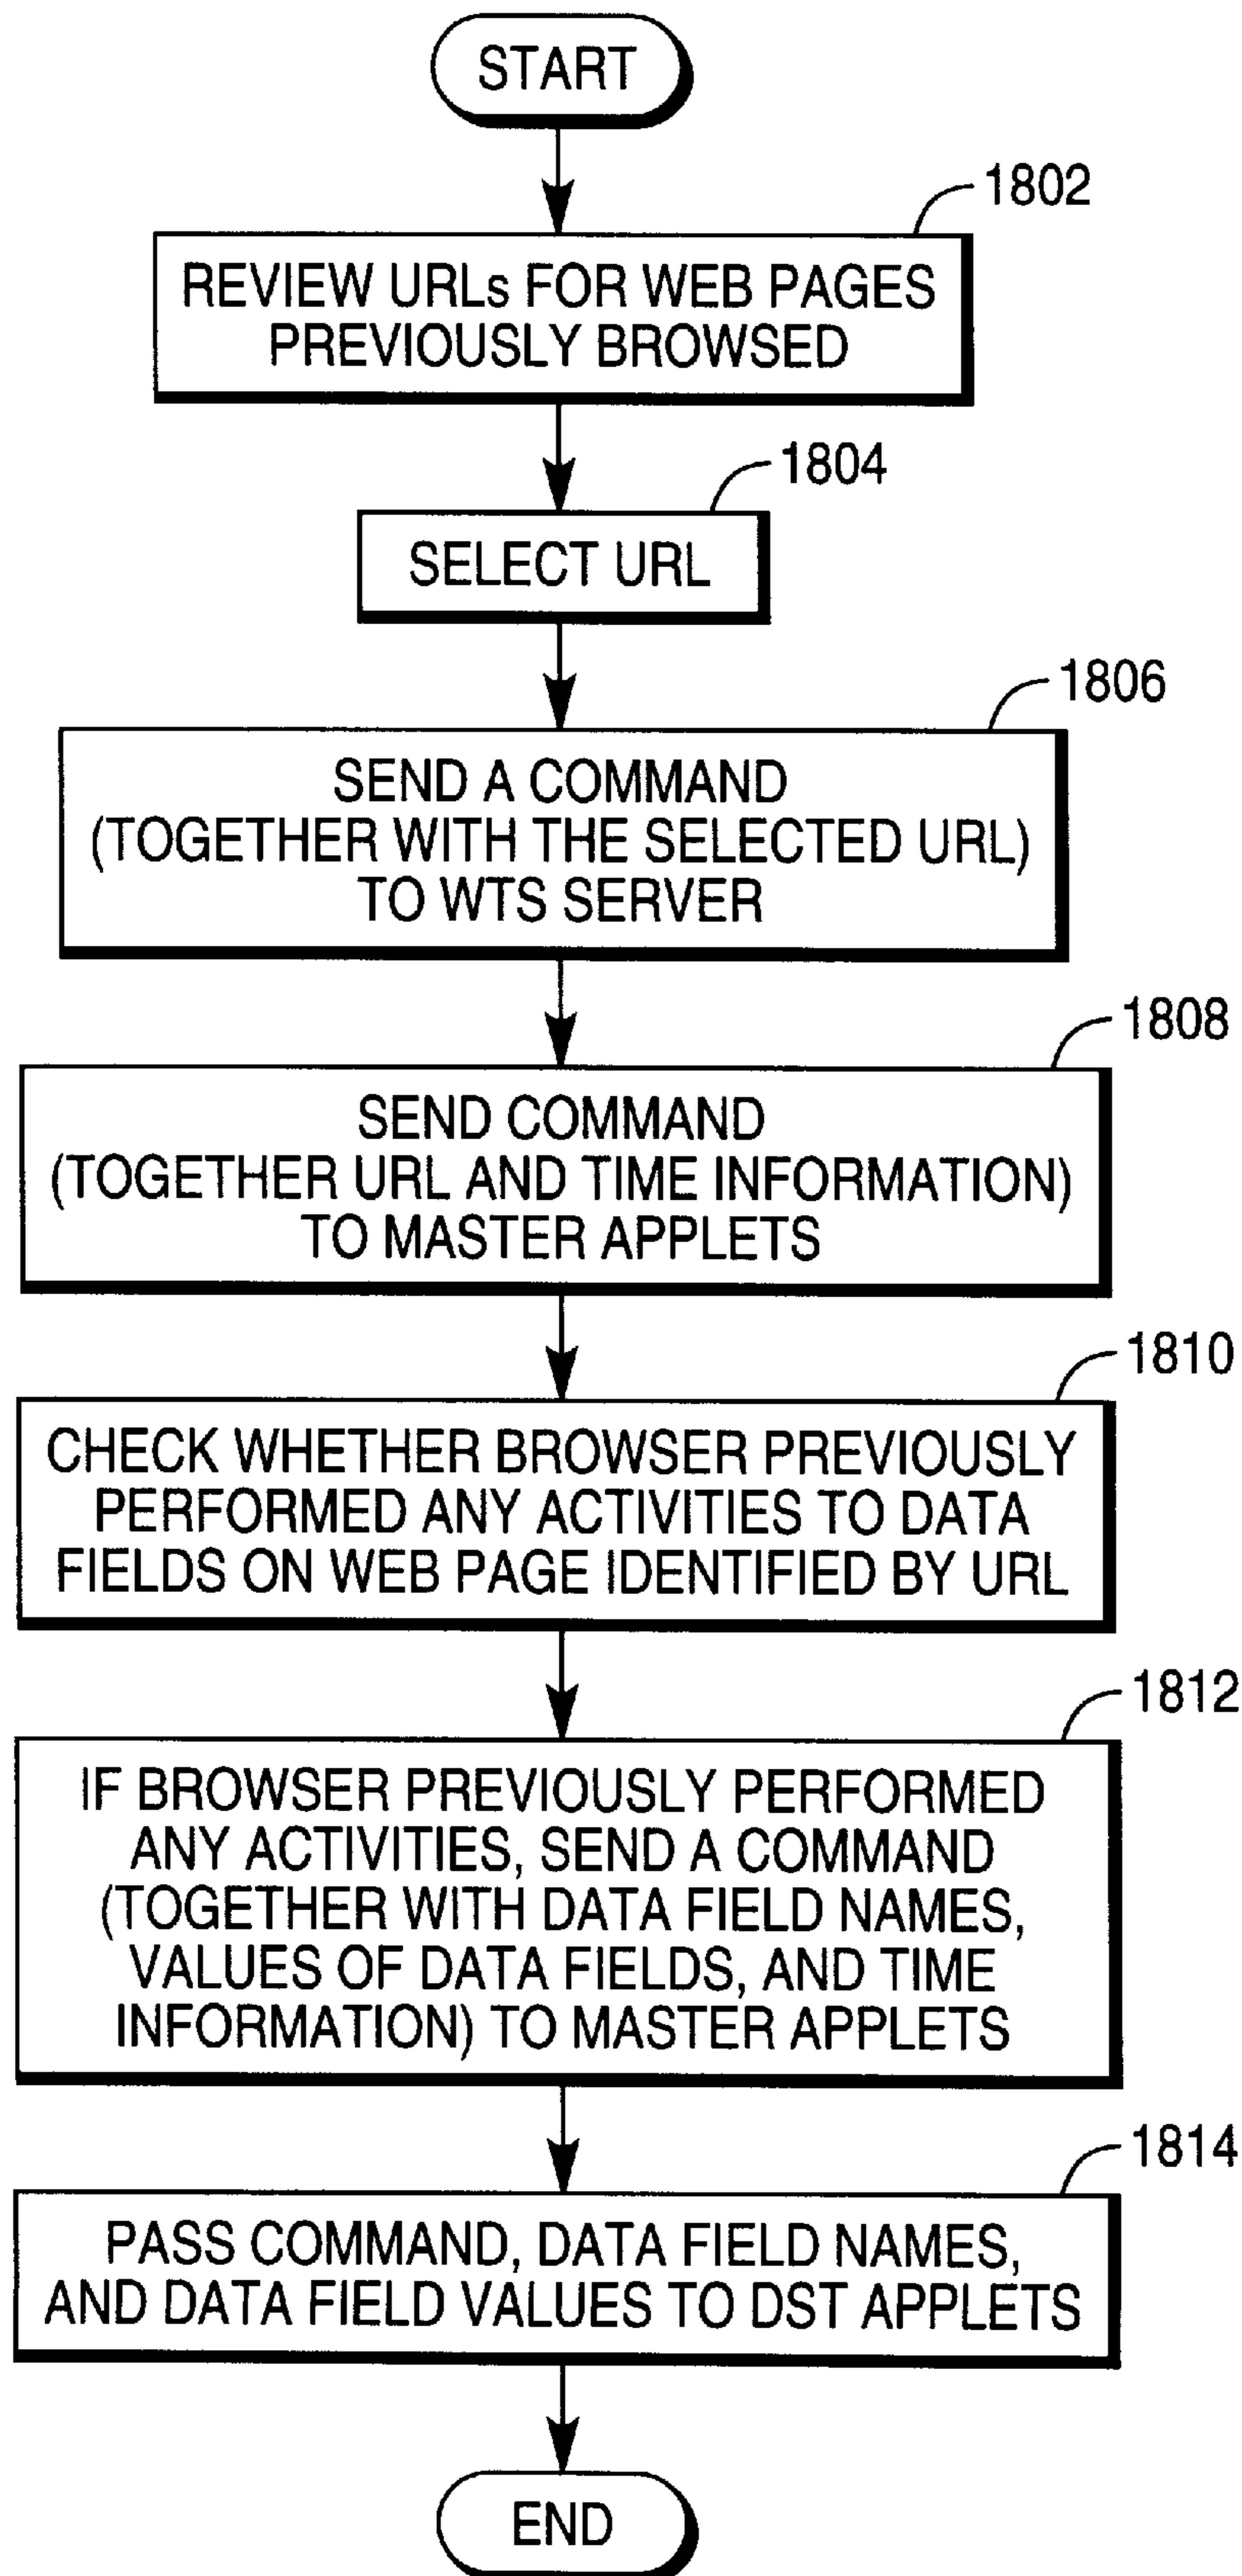 START
1802
REVIEW URLs FOR WEB PAGES
PREVIOUSLY BROWSED
1804
SELECT URL
1806
SEND A COMMAND
(TOGETHER WITH THE SELECTED URL)
TO WTS SERVER
1808
SEND COMMAND
(TOGETHER URL AND TIME INFORMATION)
TO MASTER APPLETS
1810
CHECK WHETHER BROWSER PREVIOUSLY
PERFORMED ANY ACTIVITIES TO DATA
FIELDS ON WEB PAGE IDENTIFIED BY URL
1812
IF BROWSER PREVIOUSLY PERFORMED
ANY ACTIVITIES, SEND A COMMAND
(TOGETHER WITH DATA FIELD NAMES,
VALUES OF DATA FIELDS, AND TIME
INFORMATION) TO MASTER APPLETS
1814
PASS COMMAND, DATA FIELD NAMES,
AND DATA FIELD VALUES TO DST APPLETS
END